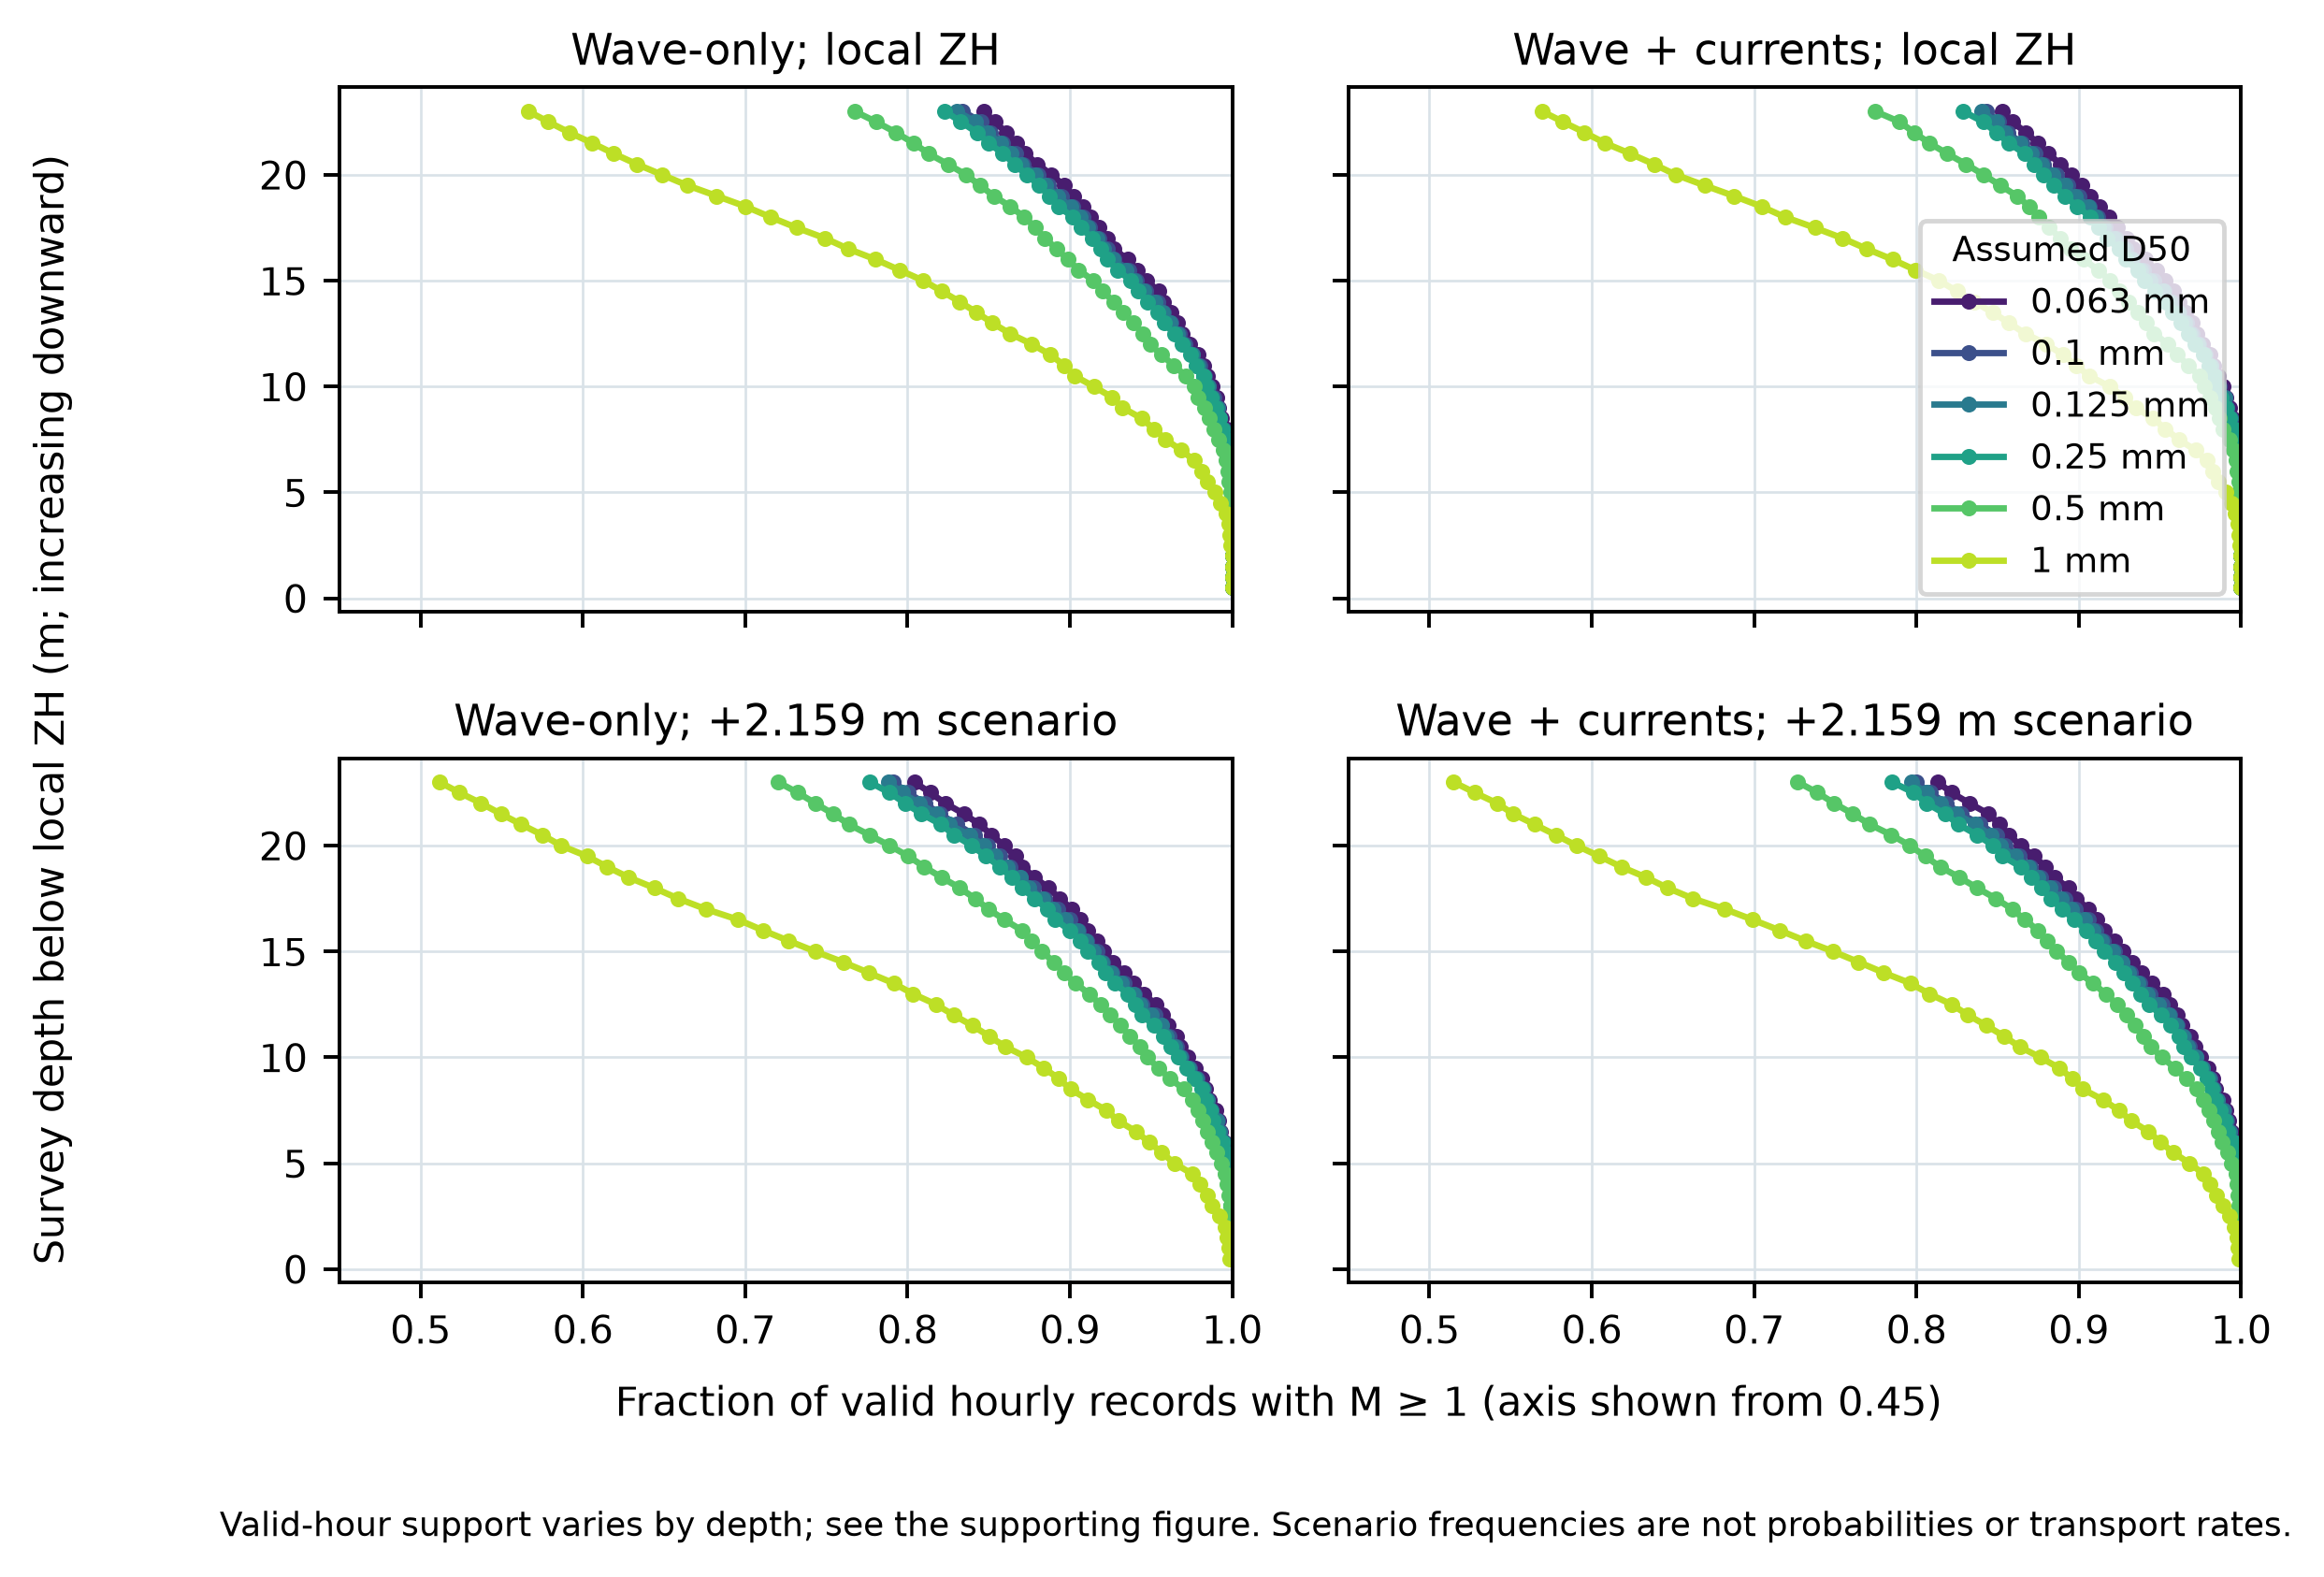 Wave-only; local ZH
Wave + currents; local ZH
Survey depth below local ZH (m; increasing downward)
20
15
10
5
0
Assumed D50
0.063 mm
0.1 mm
0.125 mm
0.25 mm
0.5 mm
1 mm
Wave-only; +2.159 m scenario
Wave + currents; +2.159 m scenario
20
15
10
5
0
0.5 0.6 0.7 0.8 0.9 1.0
0.5 0.6 0.7 0.8 0.9 1.0
Fraction of valid hourly records with M ≥ 1 (axis shown from 0.45)
Valid-hour support varies by depth; see the supporting figure. Scenario frequencies are not probabilities or transport rates.